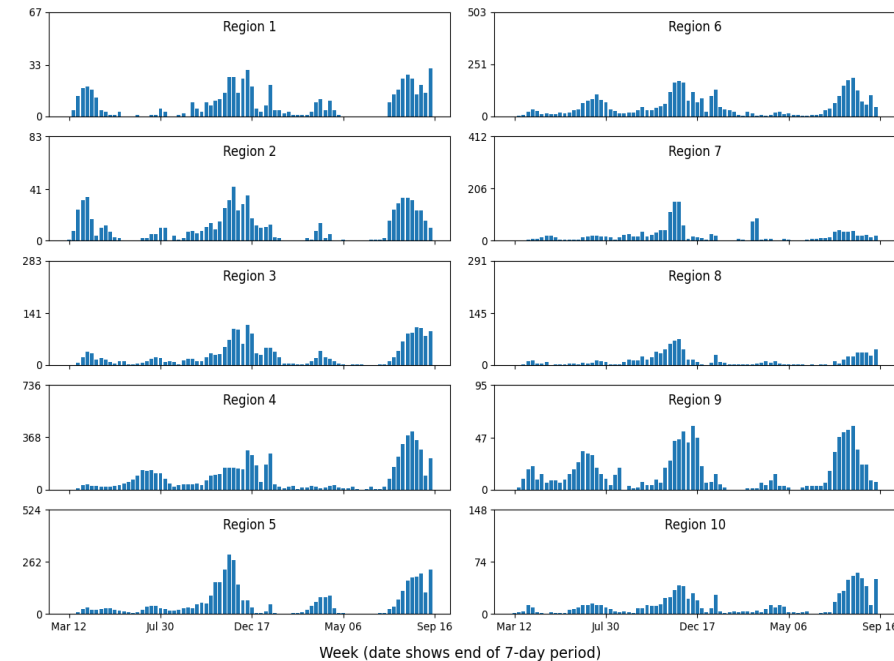 Region 1
67
33
0
Region 6
503
251
0
Region 2
83
41
0
Region 7
412
206
0
Region 3
283
141
0
Region 8
291
145
0
Region 4
736
368
0
Region 9
95
47
0
Region 5
524
262
0
Mar 12 Jul 30 Dec 17 May 06 Sep 16
Region 10
148
74
0
Mar 12 Jul 30 Dec 17 May 06 Sep 16
Week (date shows end of 7-day period)